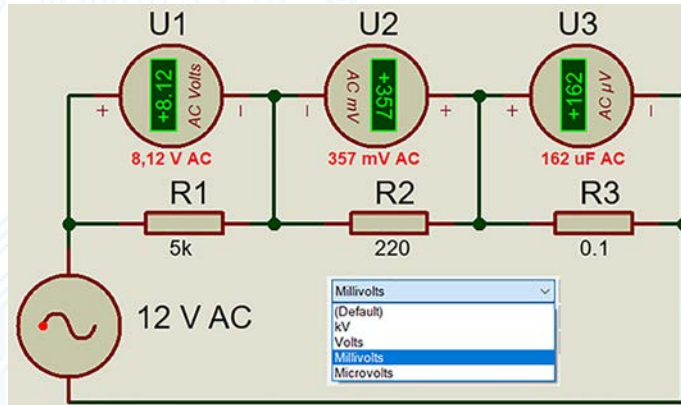 U1 U2 U3
+8.12 AC Volts
+357 AC mV
+162 AC µV
+ − − + + −
8,12 V AC 357 mV AC 162 uF AC
R1 R2 R3
5k 220 0.1
12 V AC
Millivolts
(Default)
kV
Volts
Millivolts
Microvolts